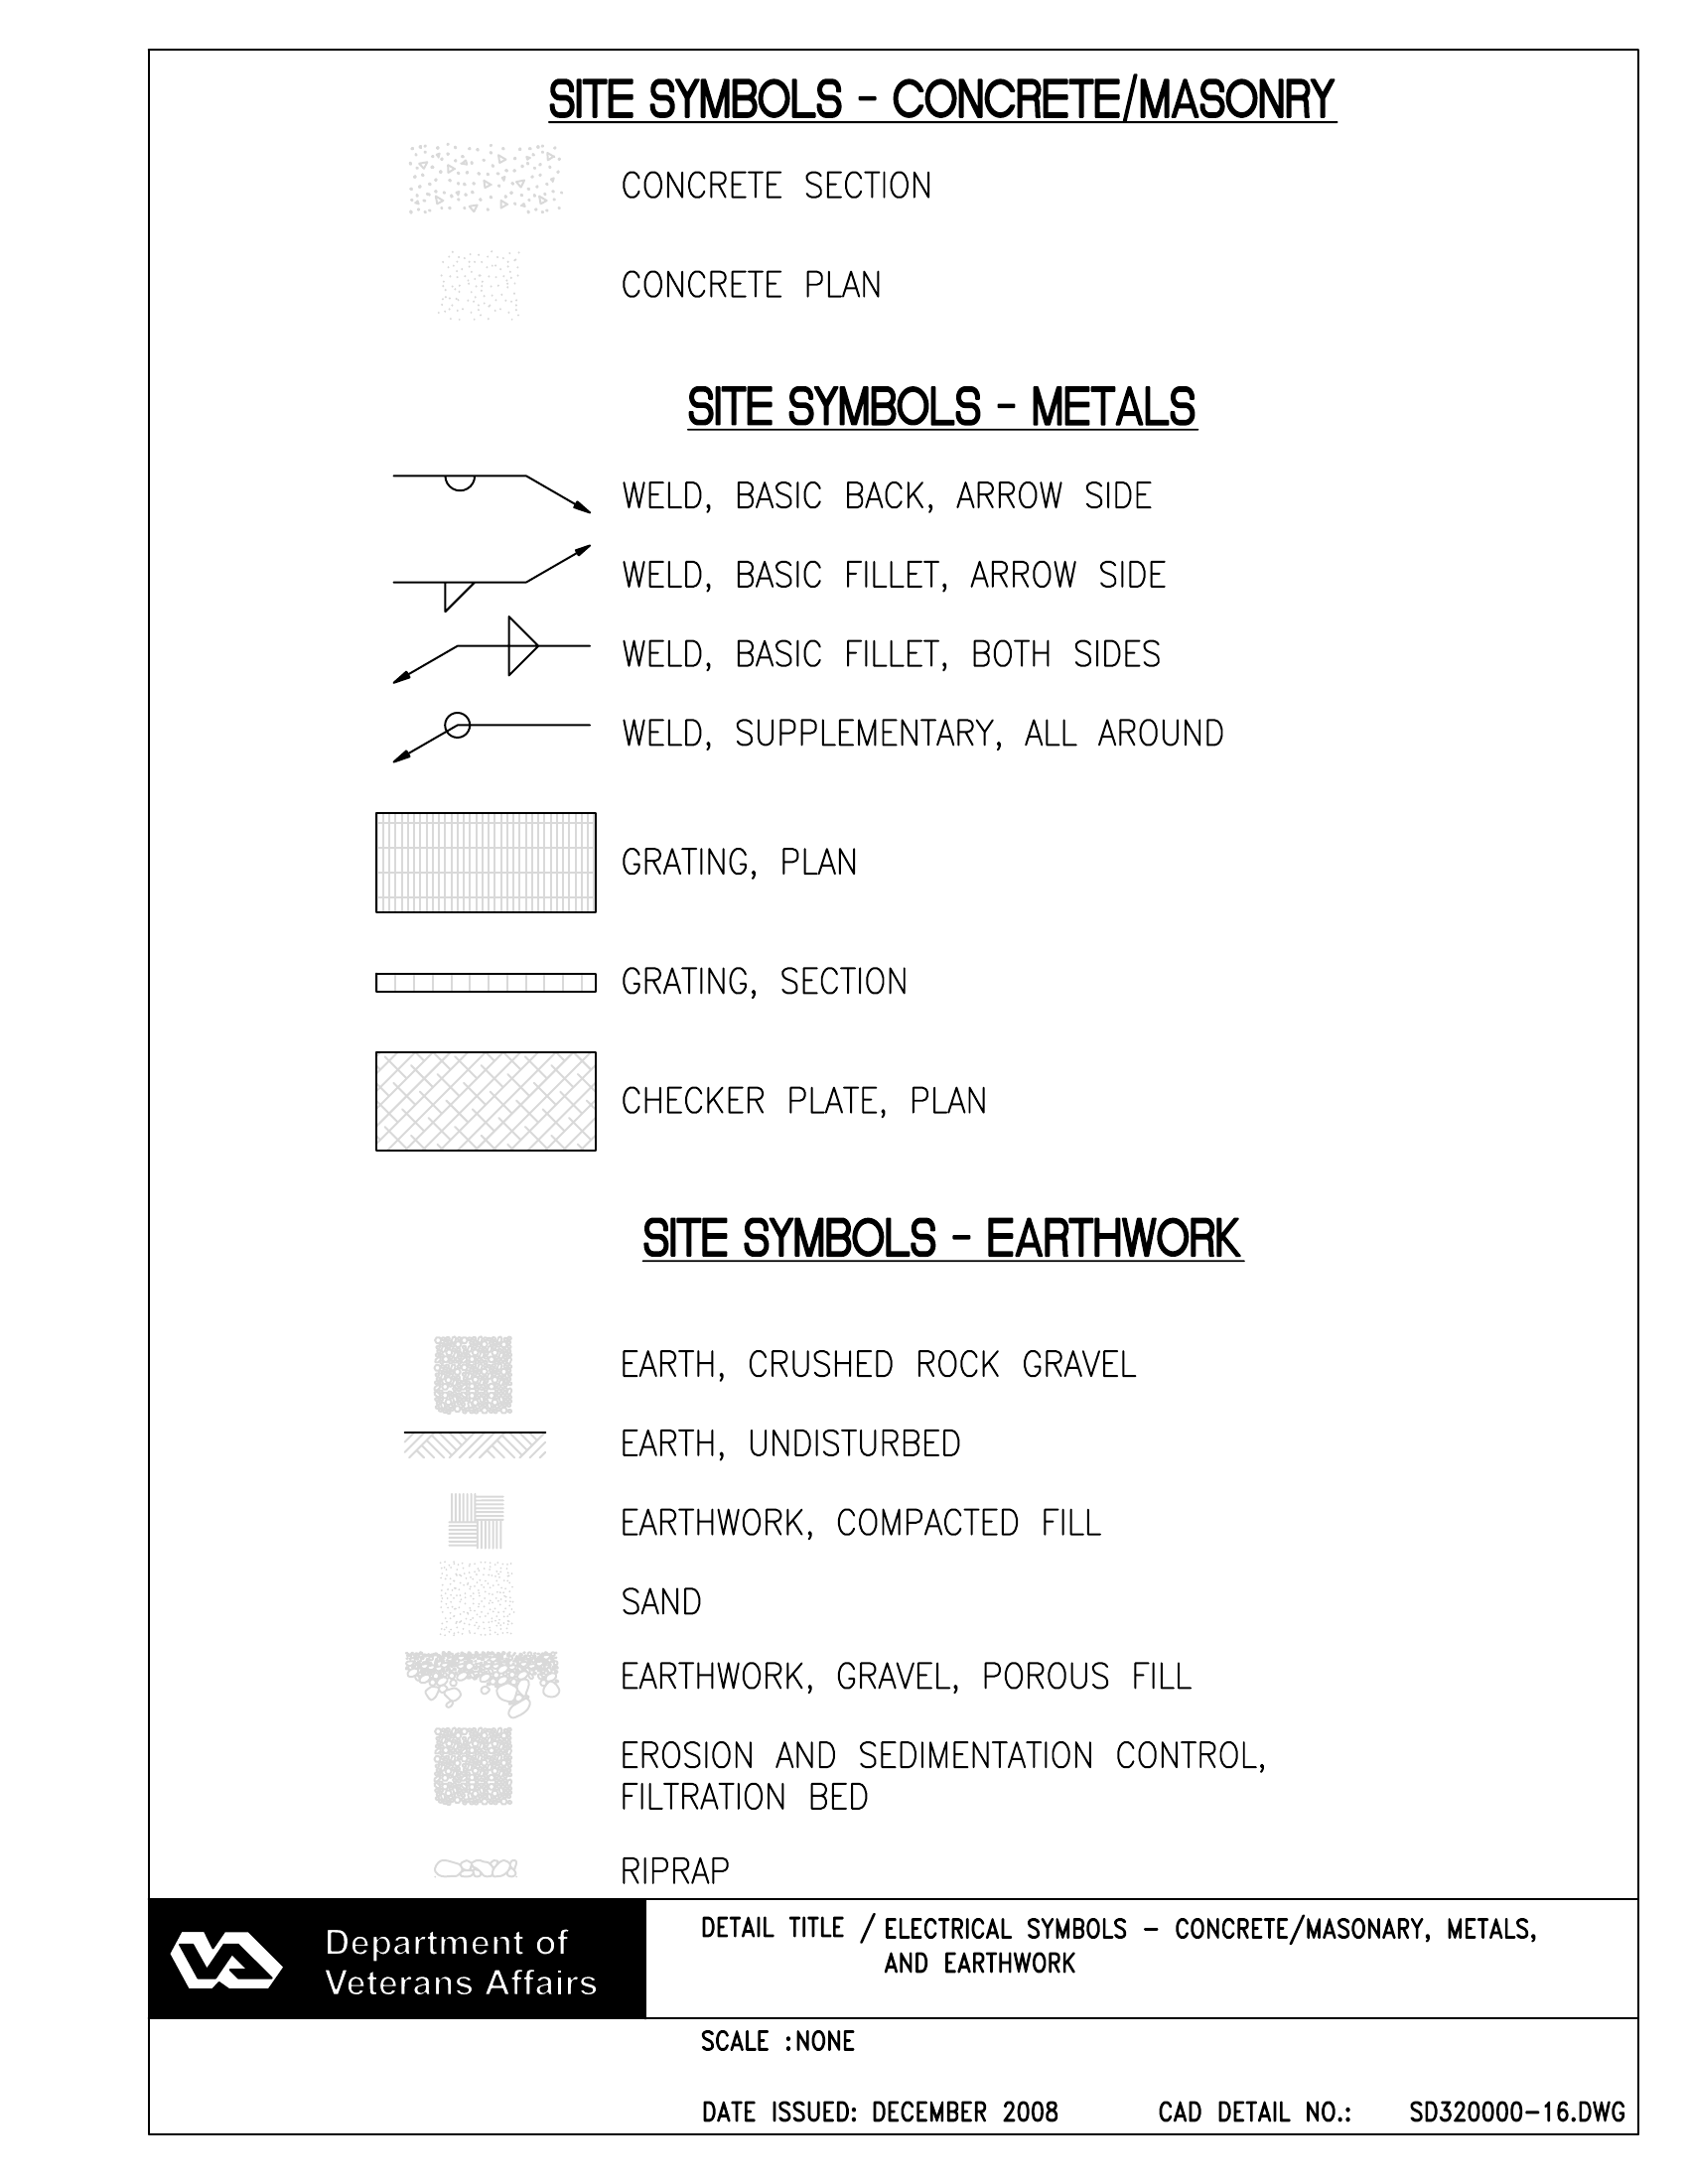 SITE SYMBOLS - CONCRETE/MASONRY
CONCRETE SECTION
CONCRETE PLAN
SITE SYMBOLS - METALS
WELD, BASIC BACK, ARROW SIDE
WELD, BASIC FILLET, ARROW SIDE
WELD, BASIC FILLET, BOTH SIDES
WELD, SUPPLEMENTARY, ALL AROUND
GRATING, PLAN
GRATING, SECTION
CHECKER PLATE, PLAN
SITE SYMBOLS - EARTHWORK
EARTH, CRUSHED ROCK GRAVEL
EARTH, UNDISTURBED
EARTHWORK, COMPACTED FILL
SAND
EARTHWORK, GRAVEL, POROUS FILL
EROSION AND SEDIMENTATION CONTROL,
FILTRATION BED
RIPRAP
VA
Department of
Veterans Affairs
DETAIL TITLE / ELECTRICAL SYMBOLS - CONCRETE/MASONARY, METALS,
AND EARTHWORK
SCALE :NONE
DATE ISSUED: DECEMBER 2008 CAD DETAIL NO.: SD320000-16.DWG